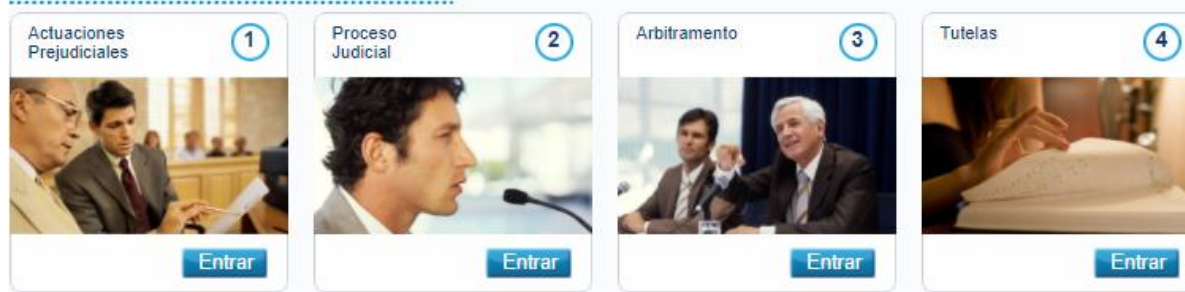 Actuaciones
Prejudiciales
1
Entrar
Proceso
Judicial
2
Entrar
Arbitramento
3
Entrar
Tutelas
4
Entrar